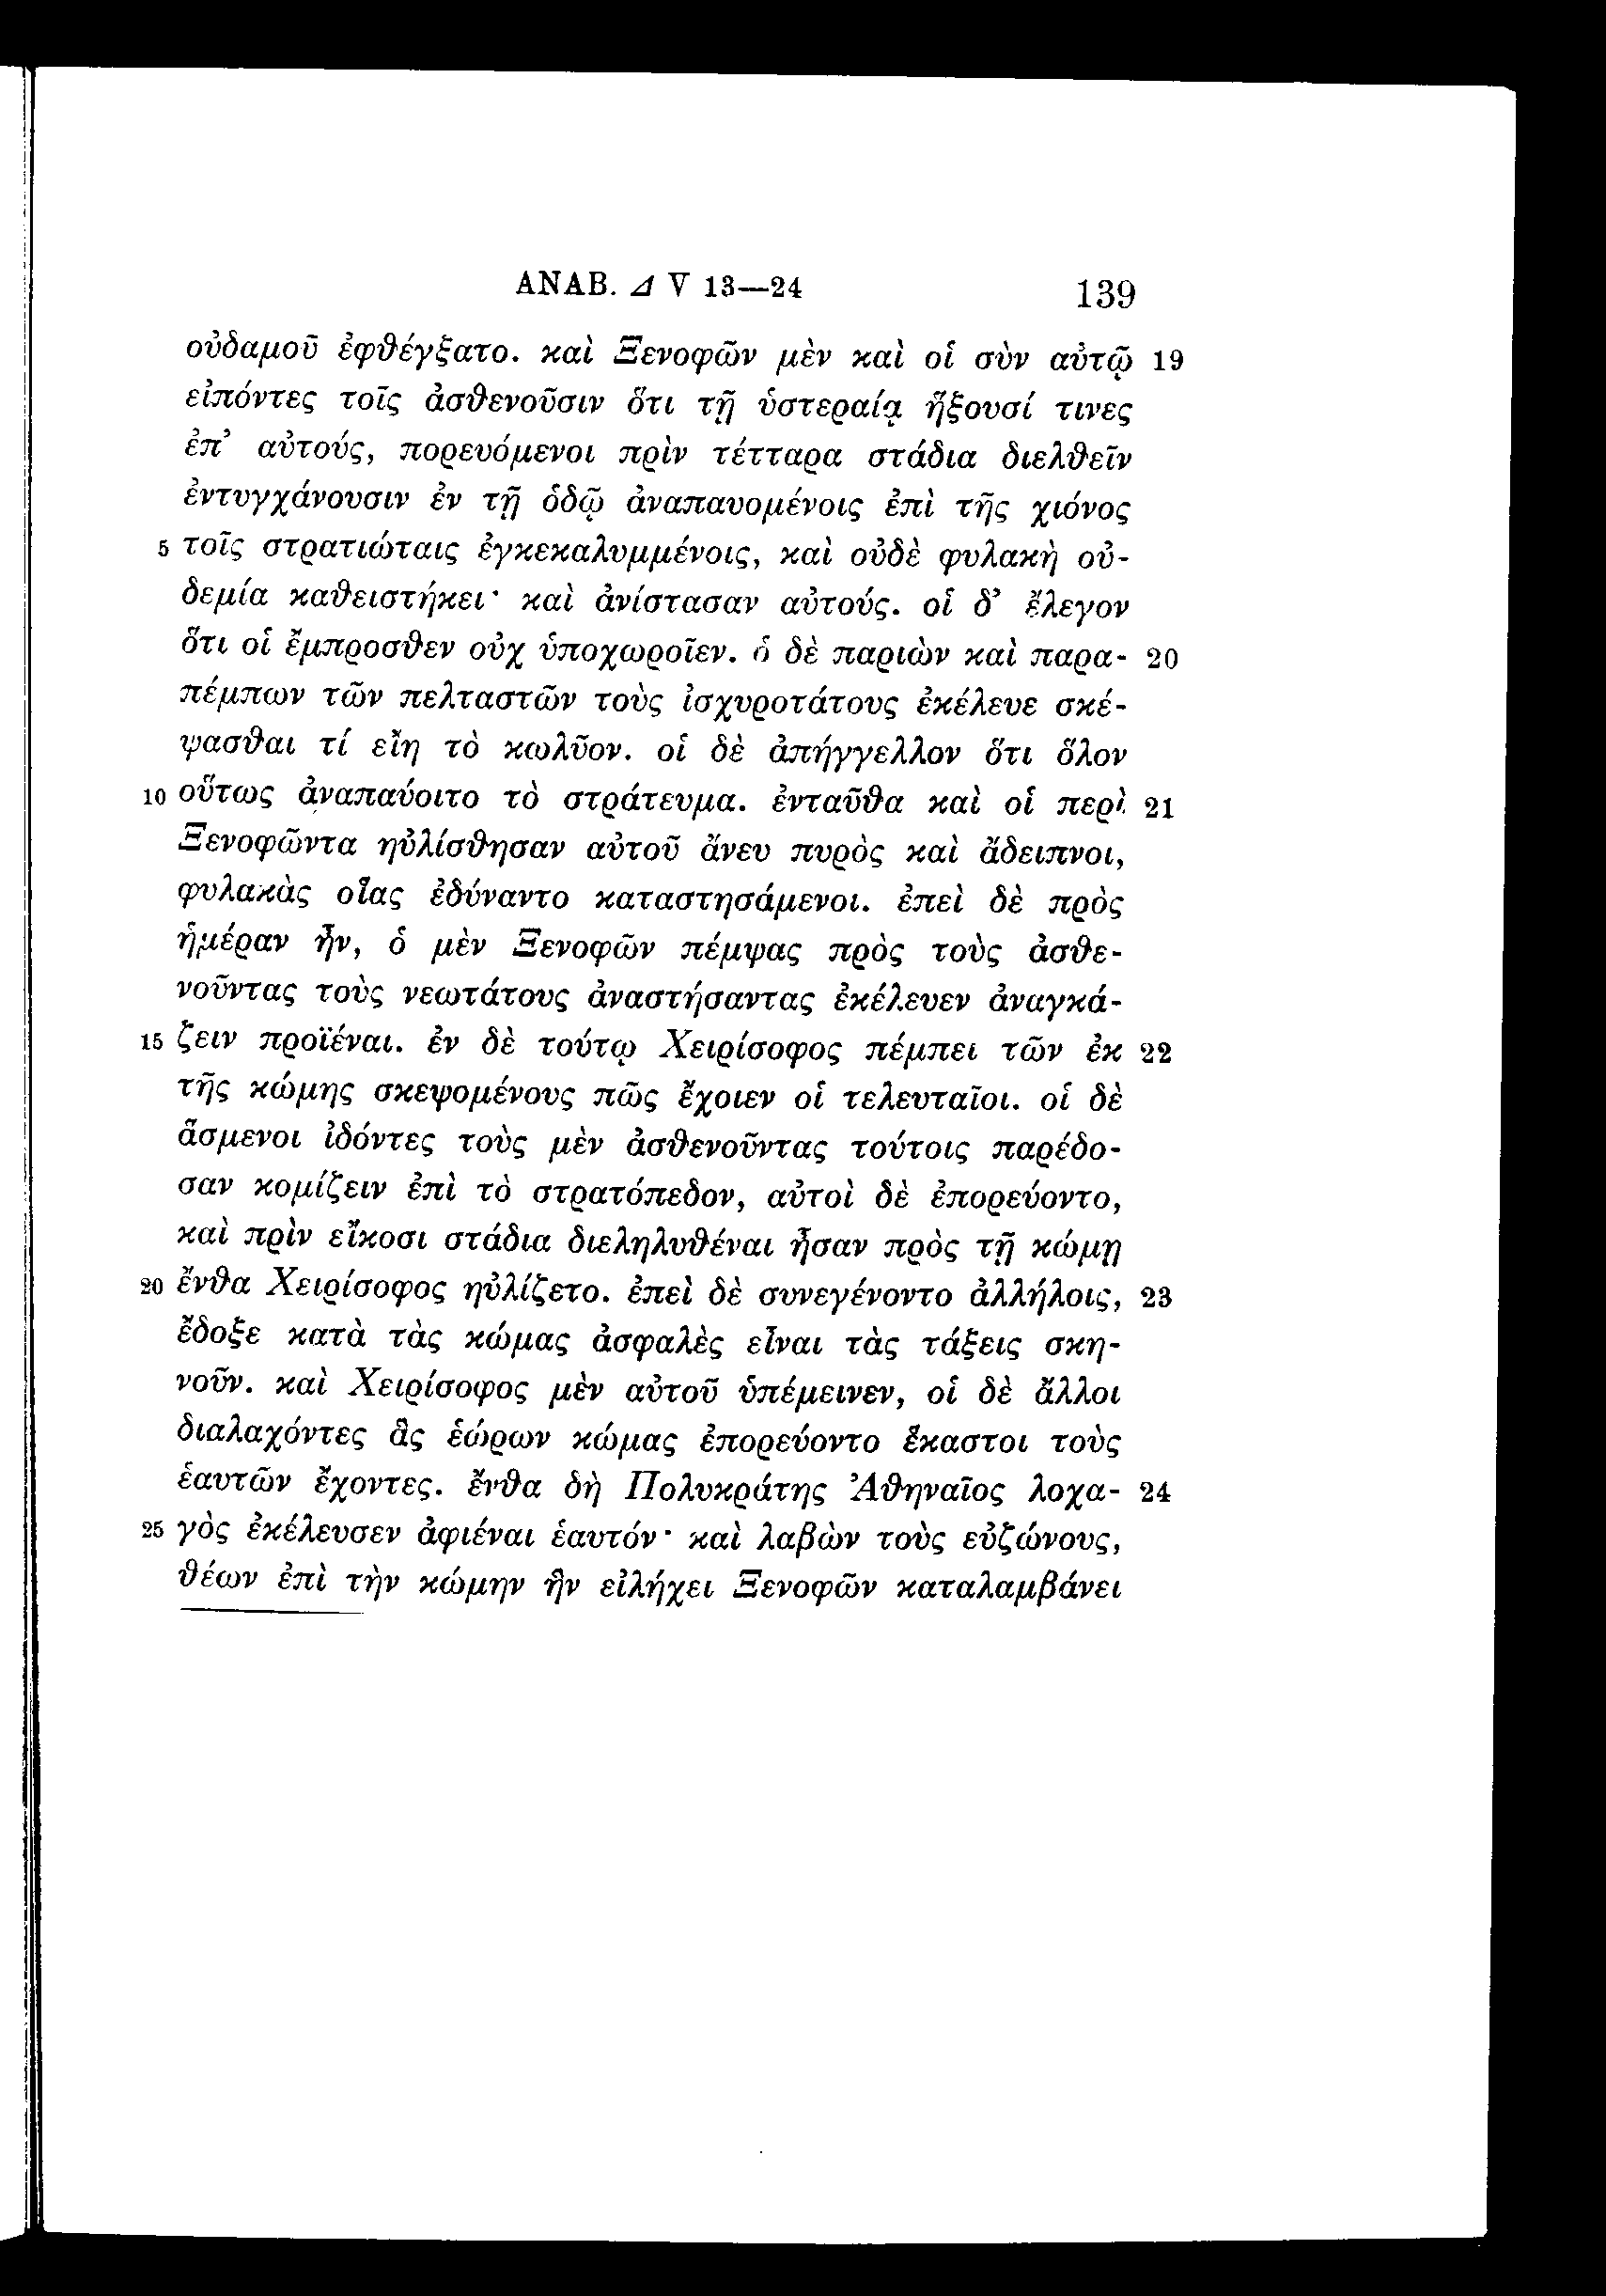 ANAB. Δ V 13—24 139
οὐδαμοῦ ἐφθέγξατο. καὶ Ξενοφῶν μὲν καὶ οἱ σὺν αὐτῷ 19
εἰπόντες τοῖς ἀσθενοῦσιν ὅτι τῇ ὑστεραίᾳ ἥξουσί τινες
ἐπ’ αὐτούς, πορευόμενοι πρὶν τέτταρα στάδια διελθεῖν
ἐντυγχάνουσιν ἐν τῇ ὁδῷ ἀναπαυομένοις ἐπὶ τῆς χιόνος
5 τοῖς στρατιώταις ἐγκεκαλυμμένοις, καὶ οὐδὲ φυλακὴ οὐ-
δεμία καθειστήκει· καὶ ἀνίστασαν αὐτούς. οἱ δ’ ἔλεγον
ὅτι οἱ ἔμπροσθεν οὐχ ὑποχωροῖεν. ὁ δὲ παριὼν καὶ παρα- 20
πέμπων τῶν πελταστῶν τοὺς ἰσχυροτάτους ἐκέλευε σκέ-
ψασθαι τί εἴη τὸ κωλῦον. οἱ δὲ ἀπήγγελλον ὅτι ὅλον
10 οὕτως ἀναπαύοιτο τὸ στράτευμα. ἐνταῦθα καὶ οἱ περὶ 21
Ξενοφῶντα ηὐλίσθησαν αὐτοῦ ἄνευ πυρὸς καὶ ἄδειπνοι,
φυλακὰς οἵας ἐδύναντο καταστησάμενοι. ἐπεὶ δὲ πρὸς
ἡμέραν ἦν, ὁ μὲν Ξενοφῶν πέμψας πρὸς τοὺς ἀσθε-
νοῦντας τοὺς νεωτάτους ἀναστήσαντας ἐκέλευεν ἀναγκά-
15 ζειν προϊέναι. ἐν δὲ τούτῳ Χειρίσοφος πέμπει τῶν ἐκ 22
τῆς κώμης σκεψομένους πῶς ἔχοιεν οἱ τελευταῖοι. οἱ δὲ
ἄσμενοι ἰδόντες τοὺς μὲν ἀσθενοῦντας τούτοις παρέδο-
σαν κομίζειν ἐπὶ τὸ στρατόπεδον, αὐτοὶ δὲ ἐπορεύοντο,
καὶ πρὶν εἴκοσι στάδια διεληλυθέναι ἦσαν πρὸς τῇ κώμῃ
20 ἔνθα Χειρίσοφος ηὐλίζετο. ἐπεὶ δὲ συνεγένοντο ἀλλήλοις, 23
ἔδοξε κατὰ τὰς κώμας ἀσφαλὲς εἶναι τὰς τάξεις σκη-
νοῦν. καὶ Χειρίσοφος μὲν αὐτοῦ ὑπέμεινεν, οἱ δὲ ἄλλοι
διαλαχόντες ἃς ἑώρων κώμας ἐπορεύοντο ἕκαστοι τοὺς
ἑαυτῶν ἔχοντες. ἔνθα δὴ Πολυκράτης Ἀθηναῖος λοχα- 24
25 γὸς ἐκέλευσεν ἀφιέναι ἑαυτόν· καὶ λαβὼν τοὺς εὐζώνους,
θέων ἐπὶ τὴν κώμην ἣν εἰλήχει Ξενοφῶν καταλαμβάνει